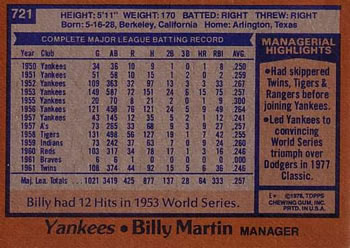 721
HEIGHT: 5'11" WEIGHT: 170 BATTED: RIGHT THREW: RIGHT
Born: 5-16-28, Berkeley, California Home: Arlington, Texas
COMPLETE MAJOR LEAGUE BATTING RECORD
Year Club G AB R H 2B 3B HR RBI AVG.
1950 Yankees 34 36 10 9 1 0 1 8 .250
1951 Yankees 51 58 10 15 1 2 0 2 .259
1952 Yankees 109 363 32 97 13 3 3 33 .267
1953 Yankees 149 587 72 151 24 6 15 75 .257
1955 Yankees 20 70 8 21 2 0 1 9 .300
1956 Yankees 121 458 76 121 24 5 9 49 .264
1957 Yankees 43 145 12 35 5 2 1 12 .241
1957 A's 73 265 33 68 9 3 9 27 .257
1958 Tigers 131 498 56 127 19 1 7 42 .255
1959 Indians 73 242 37 63 7 0 9 24 .260
1960 Reds 103 317 34 78 17 1 3 16 .246
1961 Braves 6 6 1 0 0 0 0 0 .000
1961 Twins 108 374 44 92 15 5 6 36 .246
Maj. Lea. Totals 1021 3419 425 877 137 28 64 333 .257
Billy had 12 Hits in 1953 World Series.
MANAGERIAL
HIGHLIGHTS
•Had skippered
Twins, Tigers &
Rangers before
joining Yankees.
•Led Yankees to
convincing
World Series
triumph over
Dodgers in 1977
Classic.
©1978, TOPPS
CHEWING GUM, INC.
PRTD. IN U.S.A.
Yankees • Billy Martin MANAGER